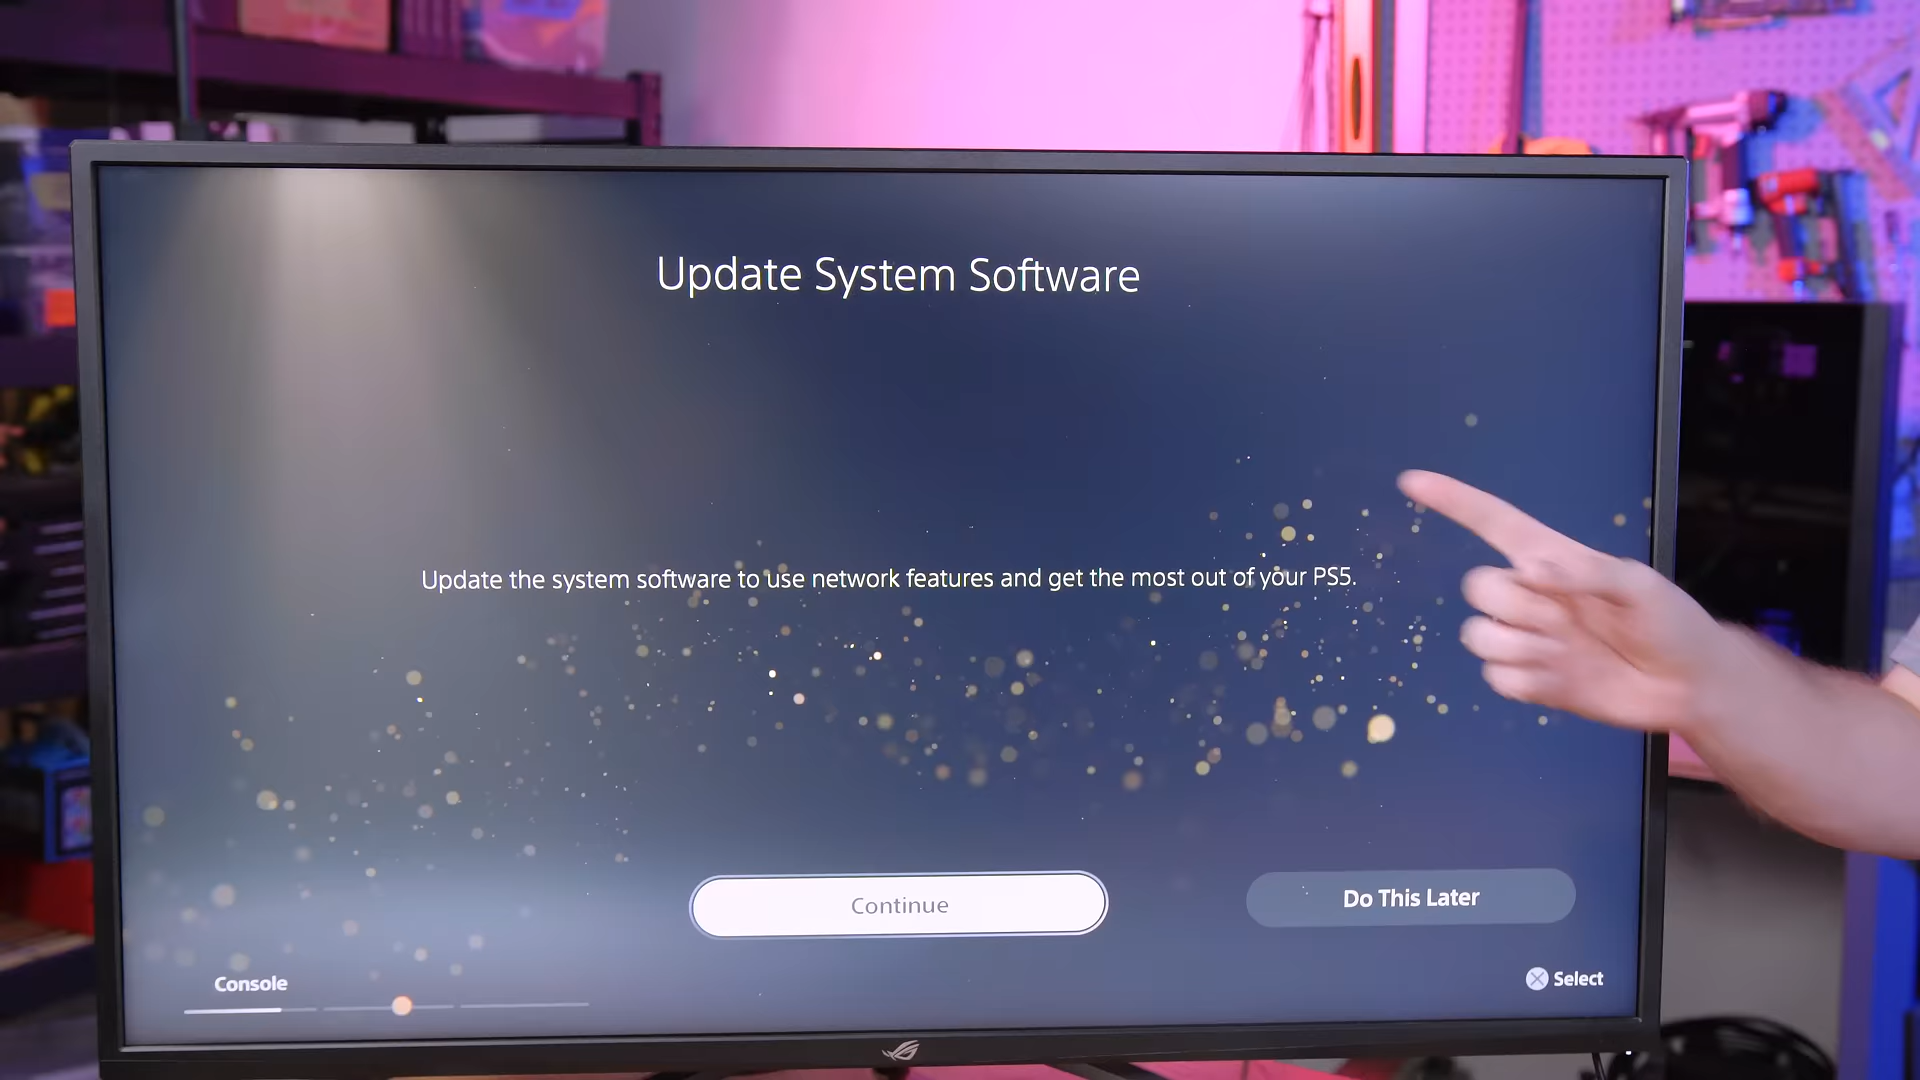 Update System Software
Update the system software to use network features and get the most out of your PS5.
Continue
Do This Later
Console
Select